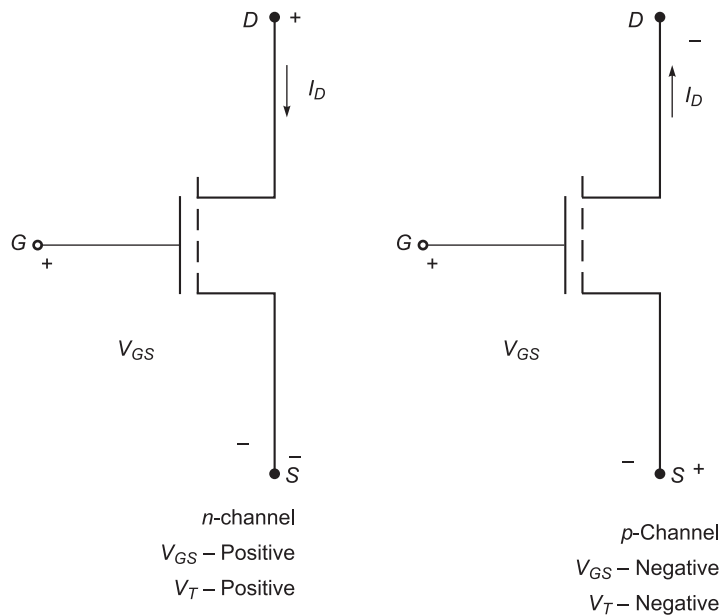 D +
I_D
G
+
V_GS
–
–
S
n-channel
V_GS – Positive
V_T – Positive
D
–
I_D
G
+
V_GS
–
S +
p-Channel
V_GS – Negative
V_T – Negative